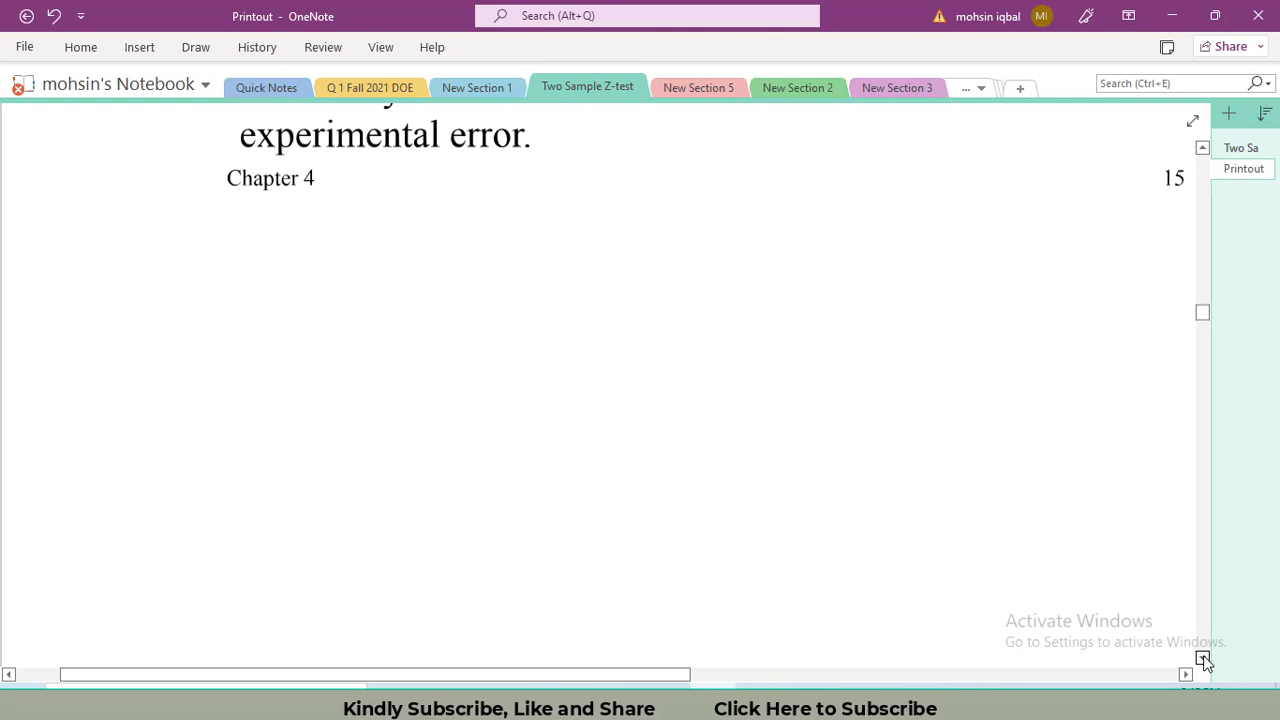 Printout - OneNote
Search (Alt+Q)
mohsin iqbal
MI
File
Home
Insert
Draw
History
Review
View
Help
Share
mohsin's Notebook
Quick Notes
Q 1 Fall 2021 DOE
New Section 1
Two Sample Z-test
New Section 5
New Section 2
New Section 3
...
Search (Ctrl+E)
Two Sa
Printout
experimental error.
Chapter 4
15
Activate Windows
Go to Settings to activate Windows.
Kindly Subscribe, Like and Share
Click Here to Subscribe